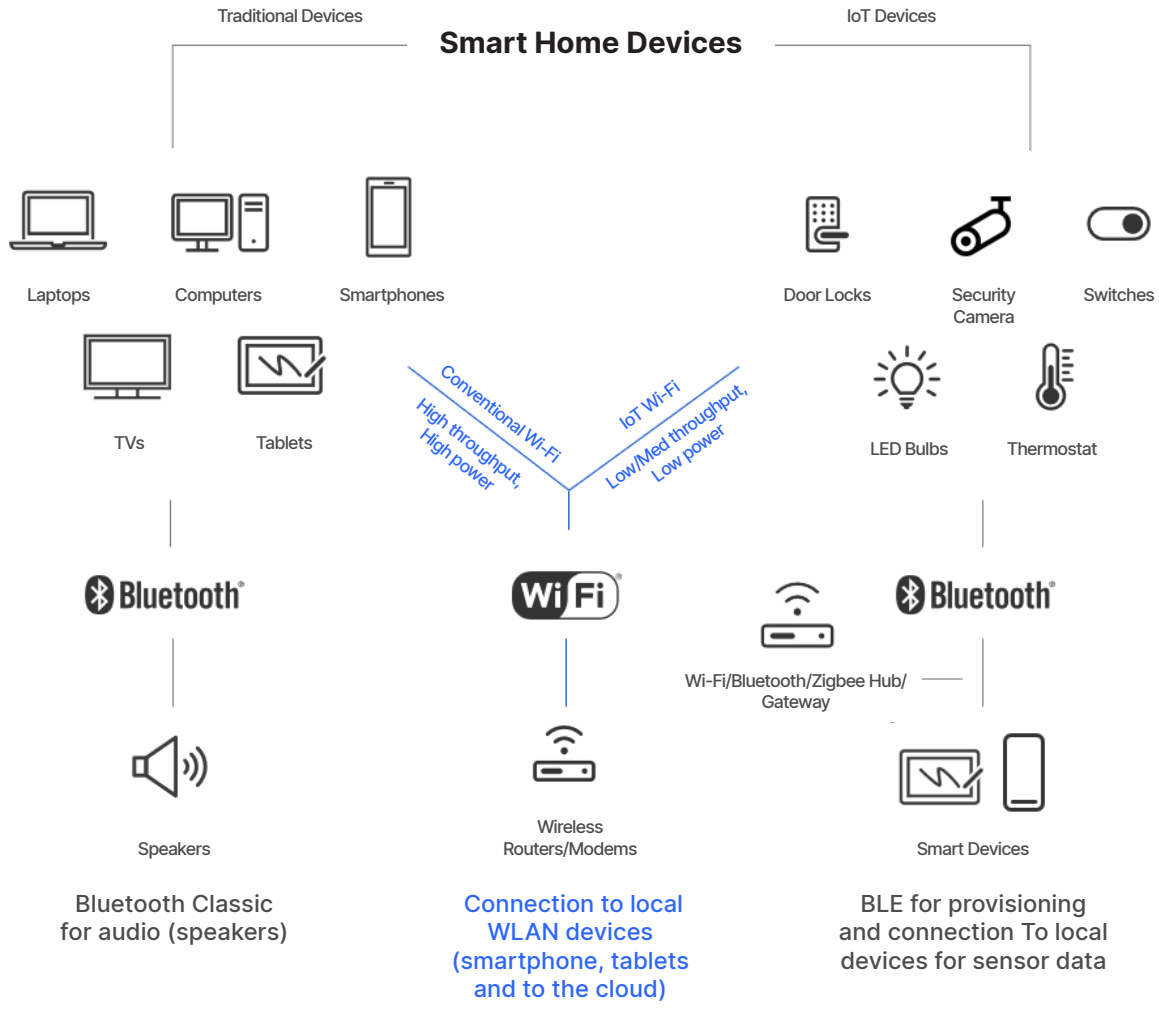 Traditional Devices
IoT Devices
Smart Home Devices
Laptops
Computers
Smartphones
Door Locks
Security
Camera
Switches
TVs
Tablets
Conventional Wi-Fi
High throughput,
High power
IoT Wi-Fi
Low/Med throughput,
Low power
LED Bulbs
Thermostat
Bluetooth®
Wi Fi®
Bluetooth®
Wi-Fi/Bluetooth/Zigbee Hub/
Gateway
Speakers
Wireless
Routers/Modems
Smart Devices
Bluetooth Classic
for audio (speakers)
Connection to local
WLAN devices
(smartphone, tablets
and to the cloud)
BLE for provisioning
and connection To local
devices for sensor data